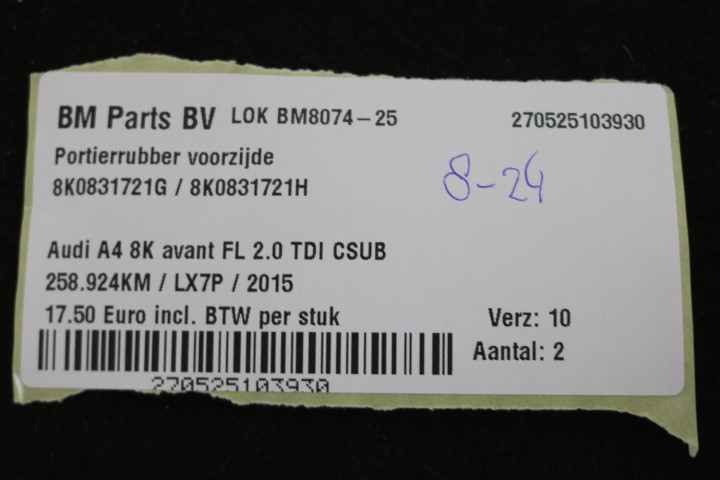 BM Parts BV LOK BM8074-25 270525103930
Portierrubber voorzijde
8K0831721G / 8K0831721H
8-24
Audi A4 8K avant FL 2.0 TDI CSUB
258.924KM / LX7P / 2015
17.50 Euro incl. BTW per stuk Verz: 10
Aantal: 2
270525103930